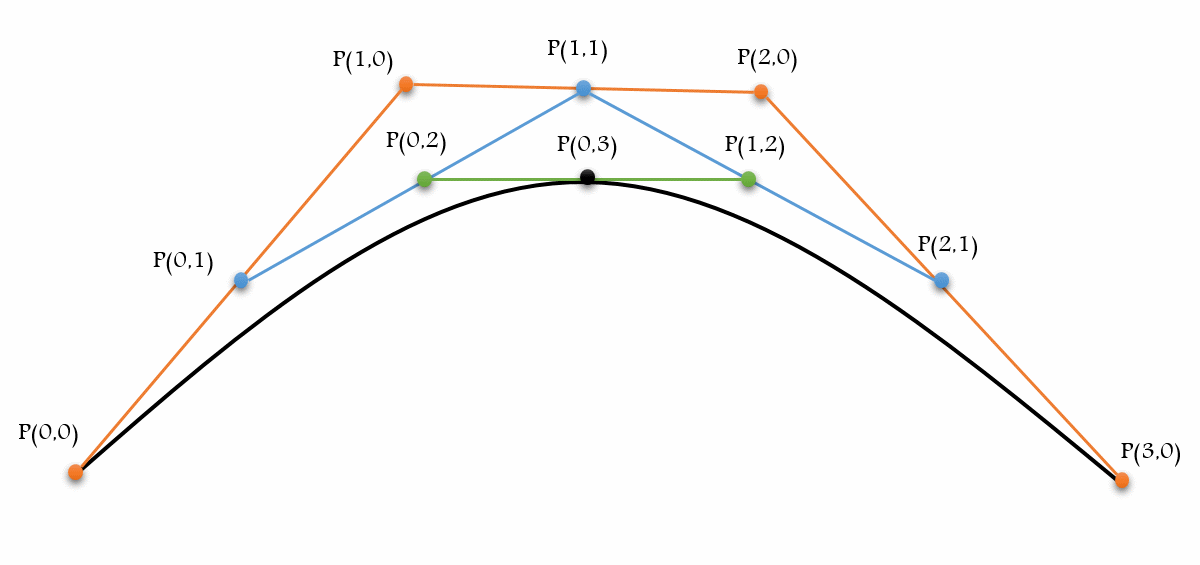 P(1,1)
P(1,0)
P(2,0)
P(0,2)
P(0,3)
P(1,2)
P(0,1)
P(2,1)
P(0,0)
P(3,0)